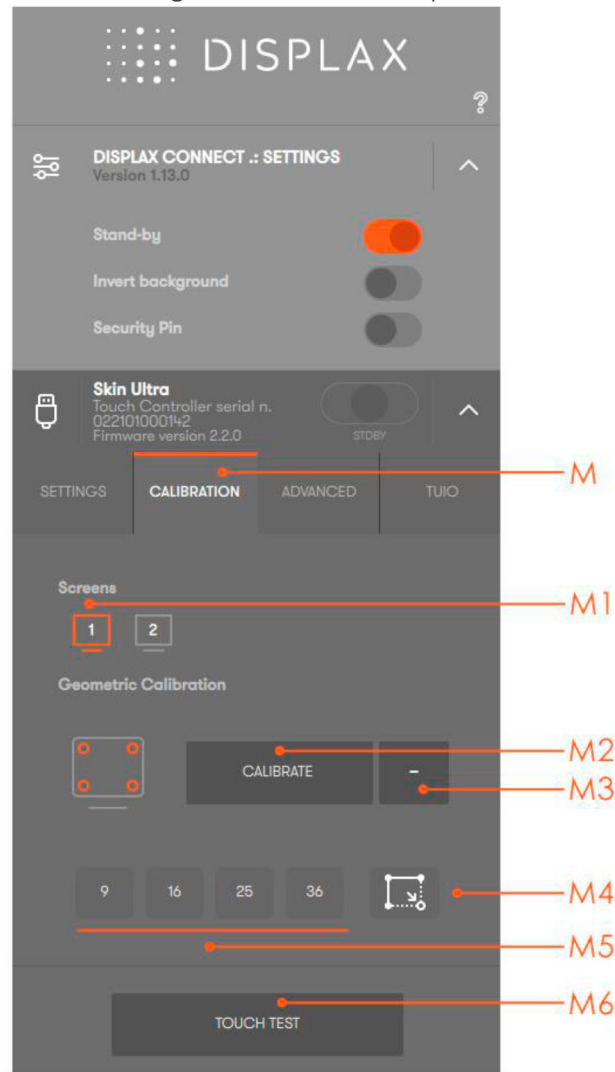 DISPLAX
?
DISPLAX CONNECT .: SETTINGS
Version 1.13.0
Stand-by
Invert background
Security Pin
Skin Ultra
Touch Controller serial n.
022101000142
Firmware version 2.2.0
STDBY
SETTINGS CALIBRATION ADVANCED TUIO
M
Screens
M1
1 2
Geometric Calibration
CALIBRATE -
M2
M3
9 16 25 36
M4
M5
TOUCH TEST
M6